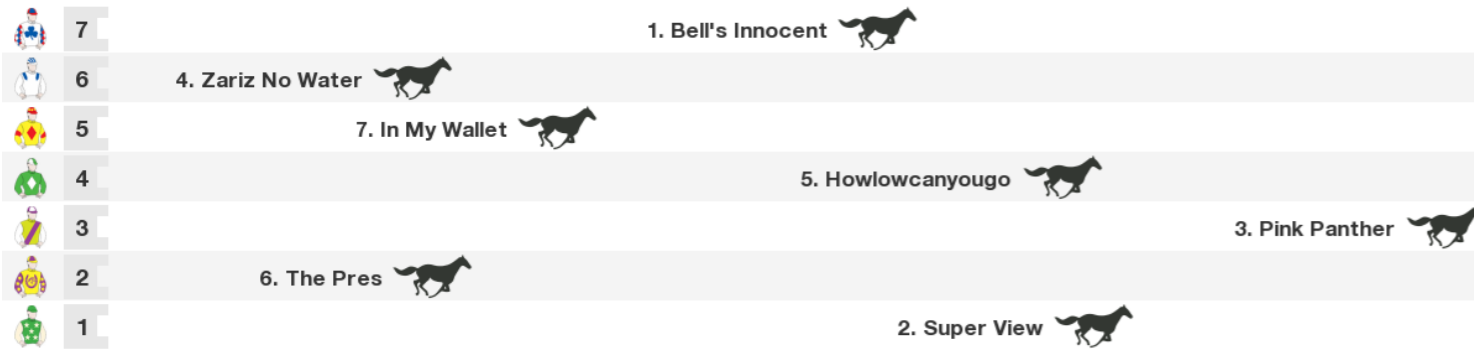 7 1. Bell's Innocent
6 4. Zariz No Water
5 7. In My Wallet
4 5. Howlowcanyougo
3 3. Pink Panther
2 6. The Pres
1 2. Super View